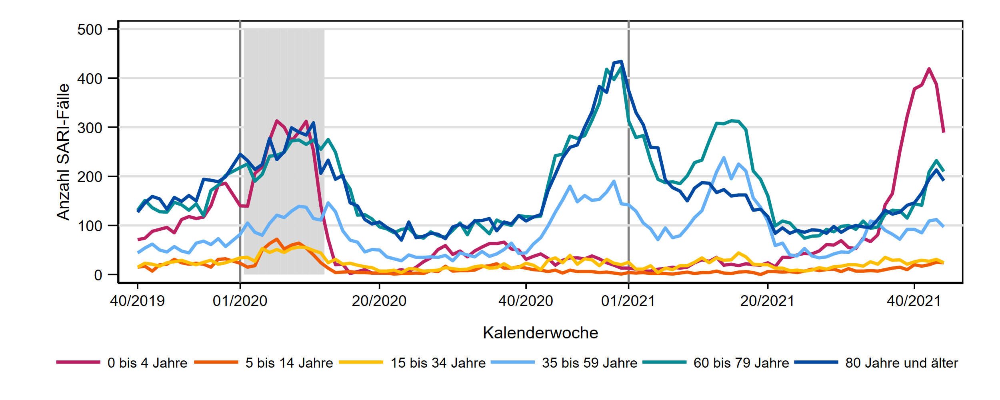 500
400
300
200
100
0
Anzahl SARI-Fälle
40/2019 01/2020 20/2020 40/2020 01/2021 20/2021 40/2021
Kalenderwoche
0 bis 4 Jahre 5 bis 14 Jahre 15 bis 34 Jahre 35 bis 59 Jahre 60 bis 79 Jahre 80 Jahre und älter